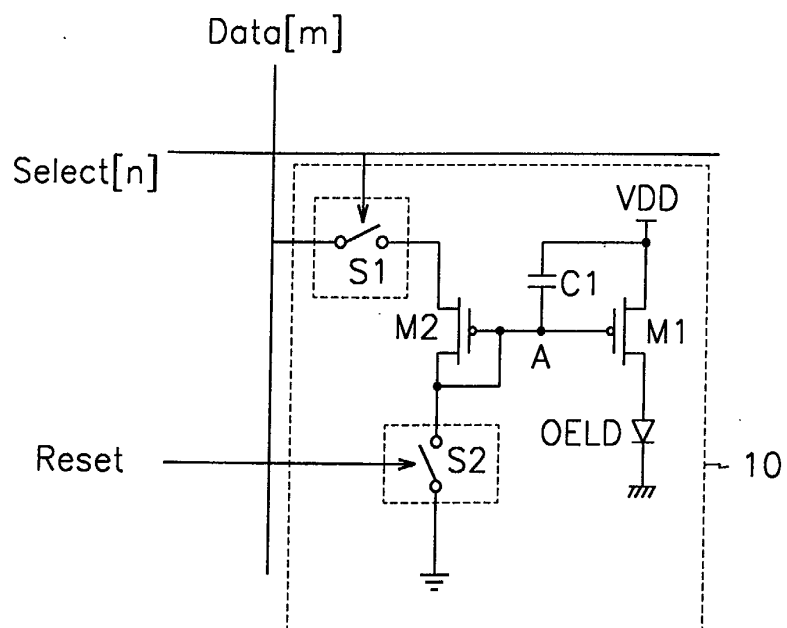 Data[m]
Select[n]
VDD
S1
C1
M2
M1
A
OELD
Reset
S2
10